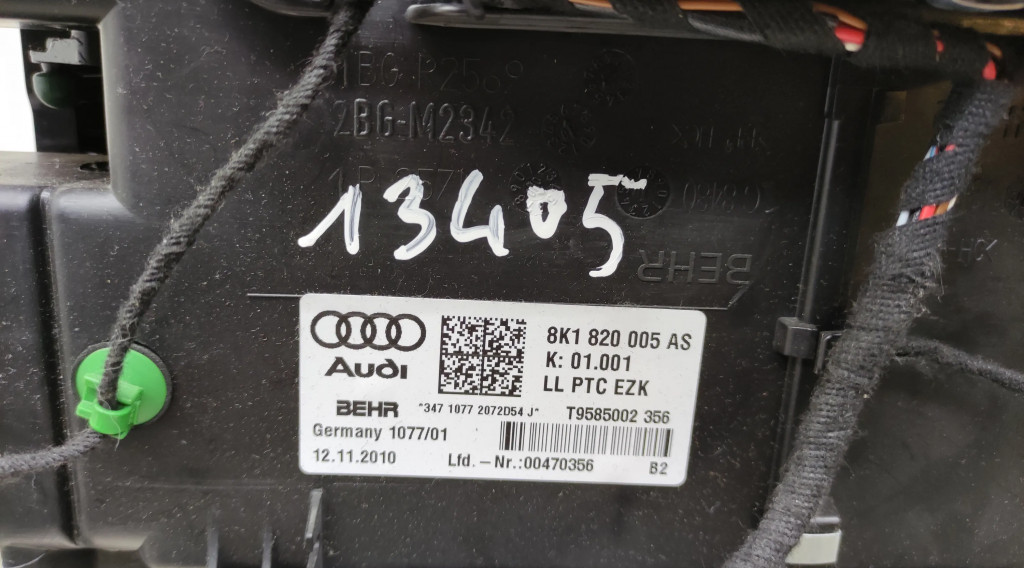 2BG-M2342
13405
BEHR
Audi
8K1 820 005 AS
K: 01.001
LL PTC EZK
BEHR *347 1077 2072D54 J* T9585002 356
Germany 1077/01
12.11.2010 Lfd.-Nr.:00470356 B2